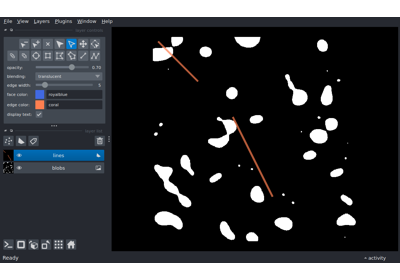 File View Layers Plugins Window Help
opacity: 0.70
blending: translucent
edge width: 5
face color: royalblue
edge color: coral
display text: ✓
lines
blobs
Ready
activity